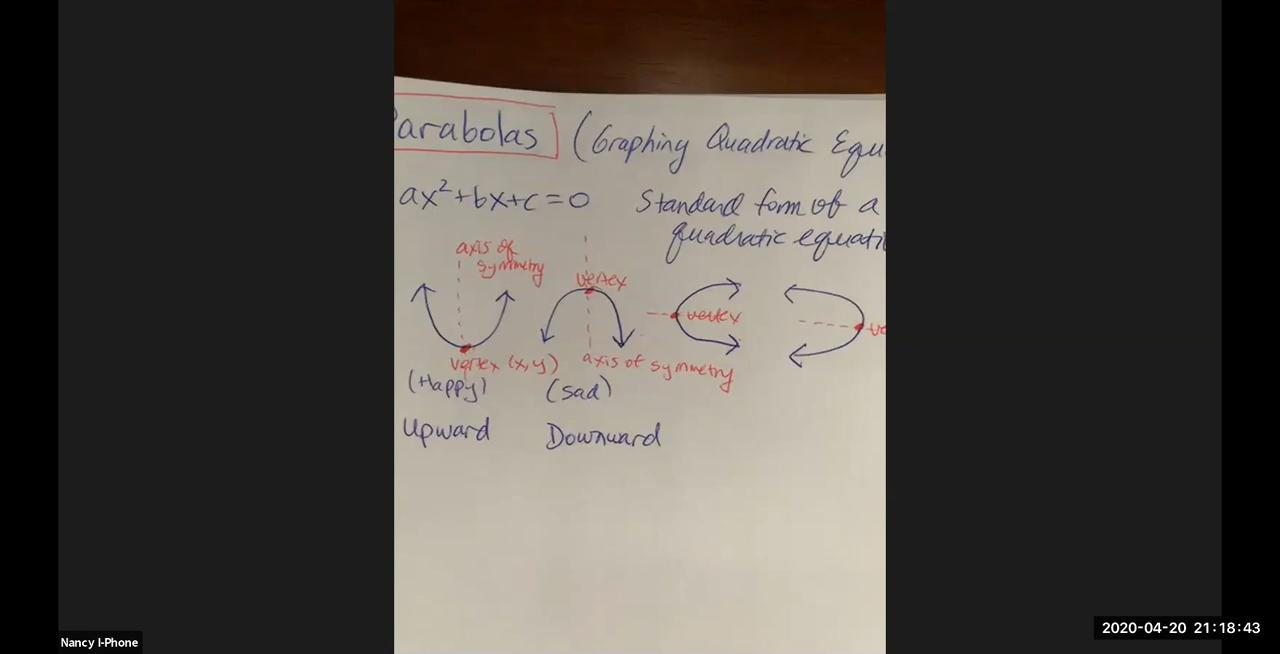 arabolas (Graphing Quadratic Equ
ax²+bx+c=0 Standard form of a
quadratic equati
axis of
symmetry
vertex
vertex
ve
vertex (x,y) axis of symmetry
(Happy) (Sad)
Upward Downward
Nancy I-Phone
2020-04-20 21:18:43